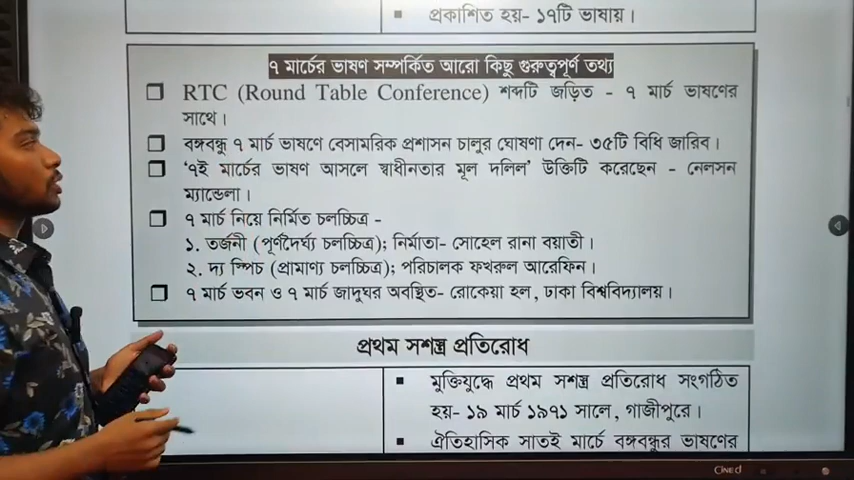 ▪ প্রকাশিত হয়- ১৭টি ভাষায়।
৭ মার্চের ভাষণ সম্পর্কিত আরো কিছু গুরুত্বপূর্ণ তথ্য
❑ RTC (Round Table Conference) শব্দটি জড়িত - ৭ মার্চ ভাষণের
সাথে।
❑ বঙ্গবন্ধু ৭ মার্চ ভাষণে বেসামরিক প্রশাসন চালুর ঘোষণা দেন- ৩৫টি বিধি জারিব।
❑ ‘৭ই মার্চের ভাষণ আসলে স্বাধীনতার মূল দলিল’ উক্তিটি করেছেন - নেলসন
ম্যান্ডেলা।
❑ ৭ মার্চ নিয়ে নির্মিত চলচ্চিত্র -
১. তর্জনী (পূর্ণদৈর্ঘ্য চলচ্চিত্র); নির্মাতা- সোহেল রানা বয়াতী।
২. দ্য স্পিচ (প্রামাণ্য চলচ্চিত্র); পরিচালক ফখরুল আরেফিন।
❑ ৭ মার্চ ভবন ও ৭ মার্চ জাদুঘর অবস্থিত- রোকেয়া হল, ঢাকা বিশ্ববিদ্যালয়।
প্রথম সশস্ত্র প্রতিরোধ
▪ মুক্তিযুদ্ধে প্রথম সশস্ত্র প্রতিরোধ সংগঠিত
হয়- ১৯ মার্চ ১৯৭১ সালে, গাজীপুরে।
▪ ঐতিহাসিক সাতই মার্চে বঙ্গবন্ধুর ভাষণের